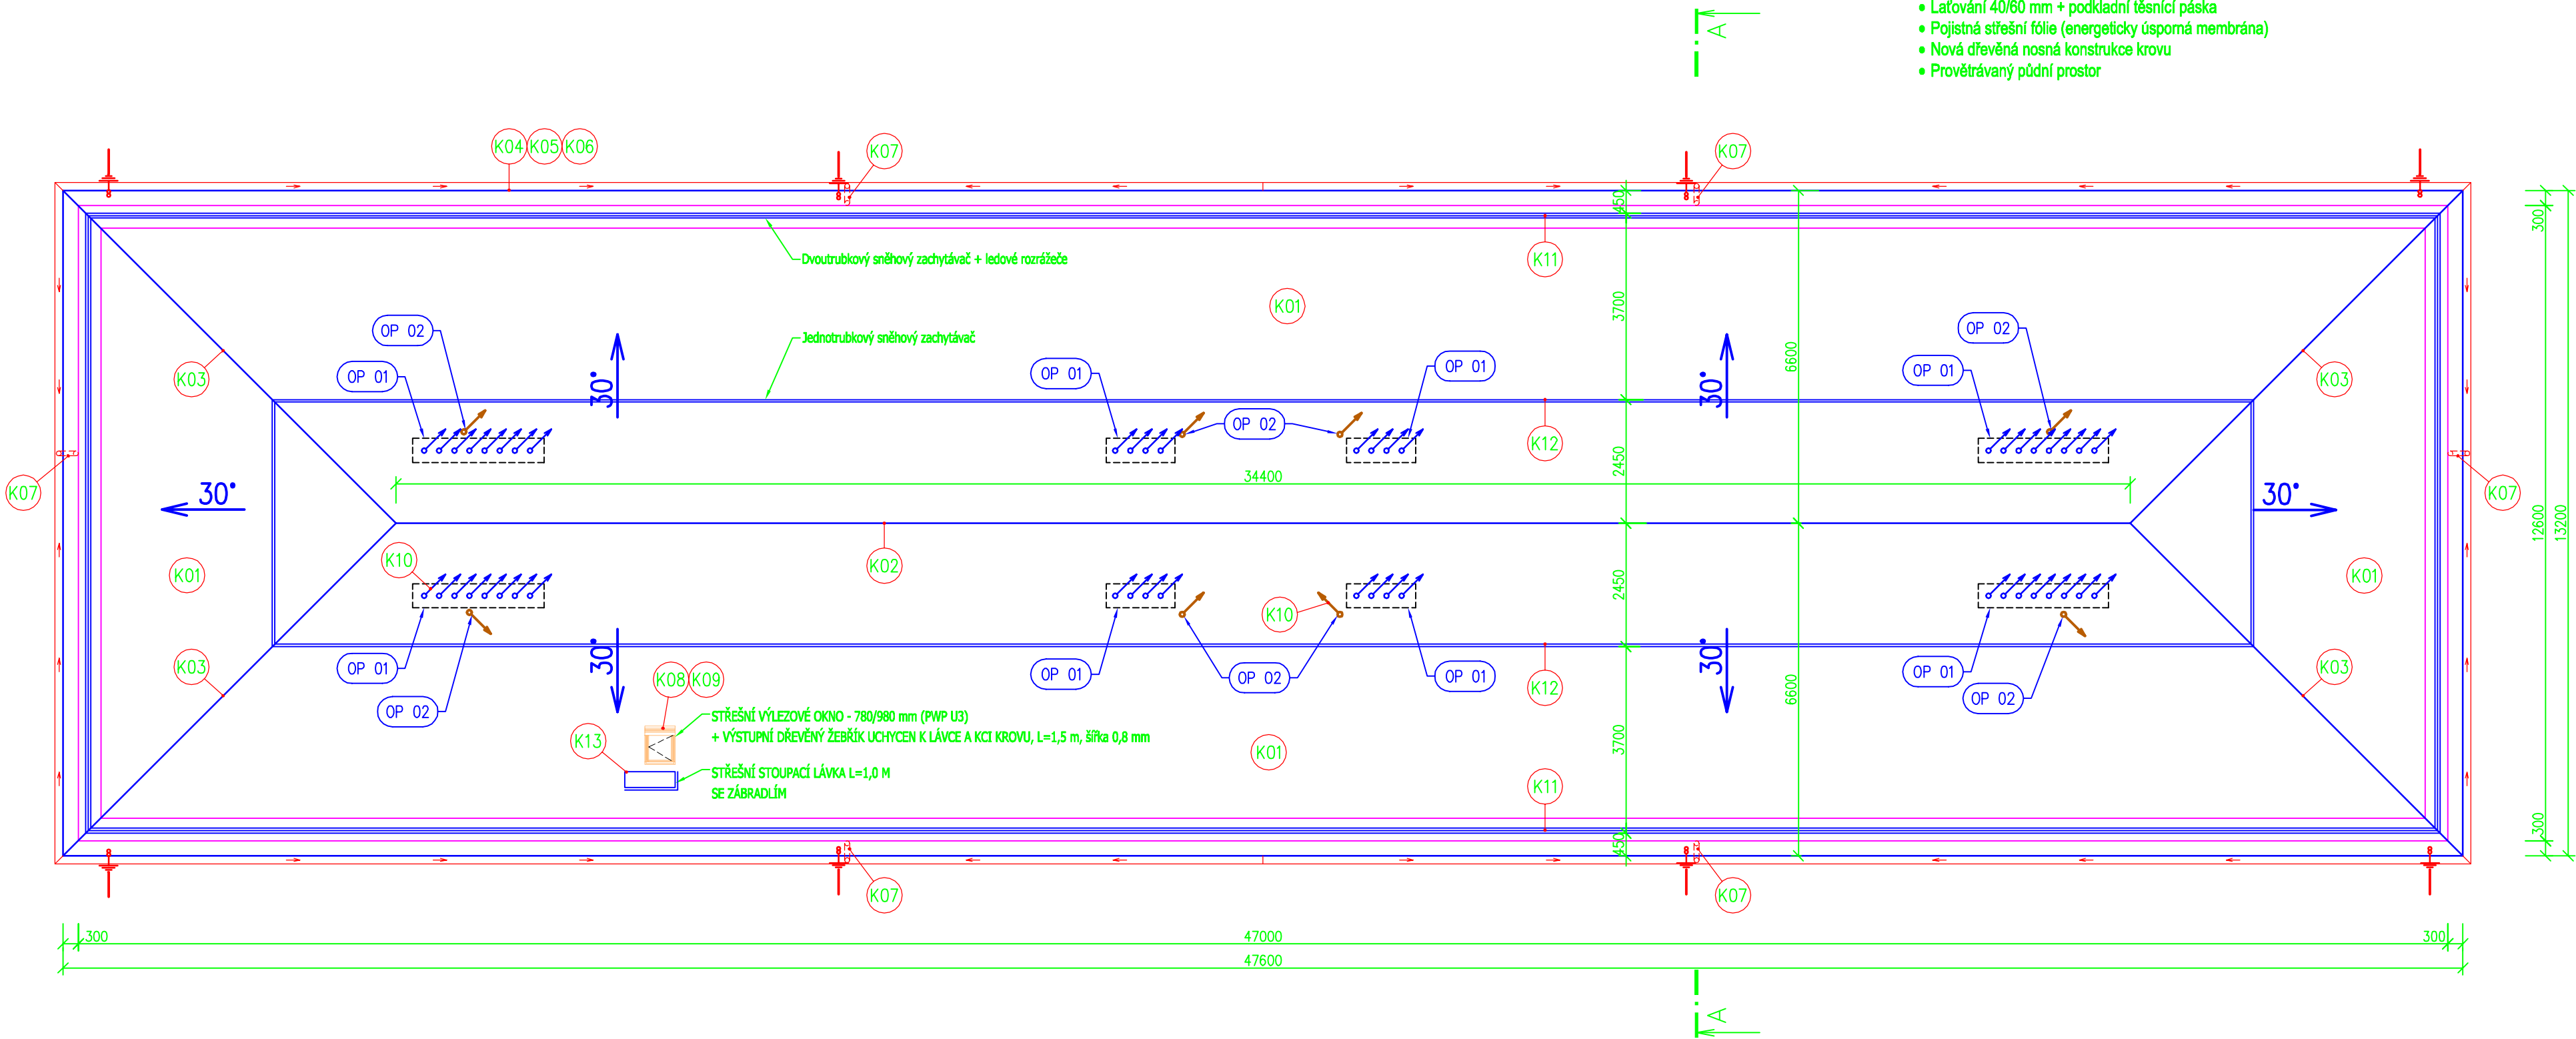 • Laťování 40/60 mm + podkladní těsnící páska
• Pojistná střešní fólie (energeticky úsporná membrána)
• Nová dřevěná nosná konstrukce krovu
• Provětrávaný půdní prostor
A
K04 K05 K06
K07
K07
450
300
Dvoutrubkový sněhový zachytávač + ledové rozrážeče
K11
K01
3700
OP 02
OP 02
Jednotrubkový sněhový zachytávač
6600
K03
OP 01
30°
OP 01
OP 01
30°
OP 01
K03
OP 02
K12
2450
34400
K07
30°
30°
K07
12600
13200
K10
K02
K01
2450
K01
K10
K03
OP 01
30°
OP 01
OP 02
OP 01
30°
OP 01
K03
K08 K09
K12
6600
OP 02
OP 02
STŘEŠNÍ VÝLEZOVÉ OKNO - 780/980 mm (PWP U3)
+ VÝSTUPNÍ DŘEVĚNÝ ŽEBŘÍK UCHYCEN K LÁVCE A KCI KROVU, L=1,5 m, šířka 0,8 mm
K13
K01
3700
STŘEŠNÍ STOUPACÍ LÁVKA L=1,0 M
SE ZÁBRADLÍM
K11
450
300
K07
K07
300
47000
300
47600
A